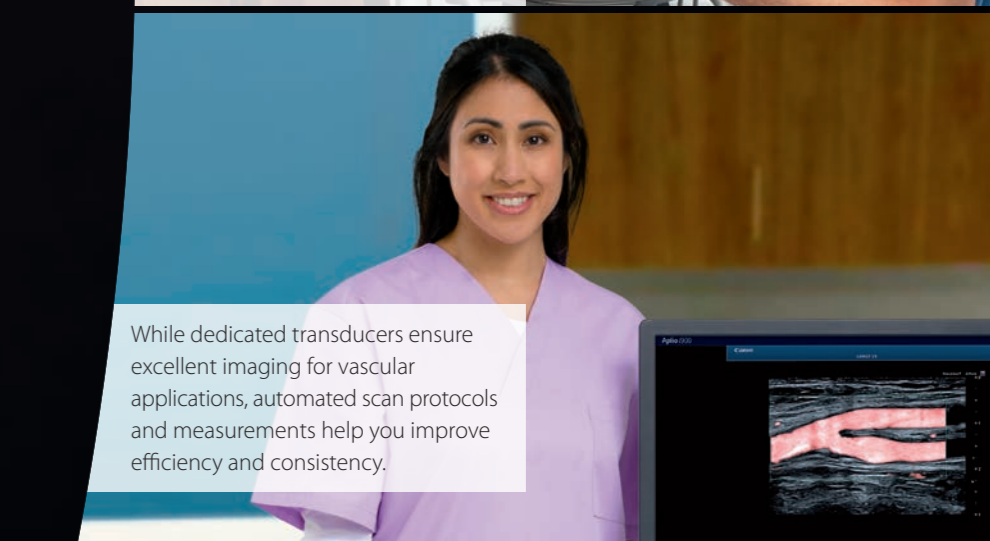 While dedicated transducers ensure
excellent imaging for vascular
applications, automated scan protocols
and measurements help you improve
efficiency and consistency.
Aplio i900
Canon